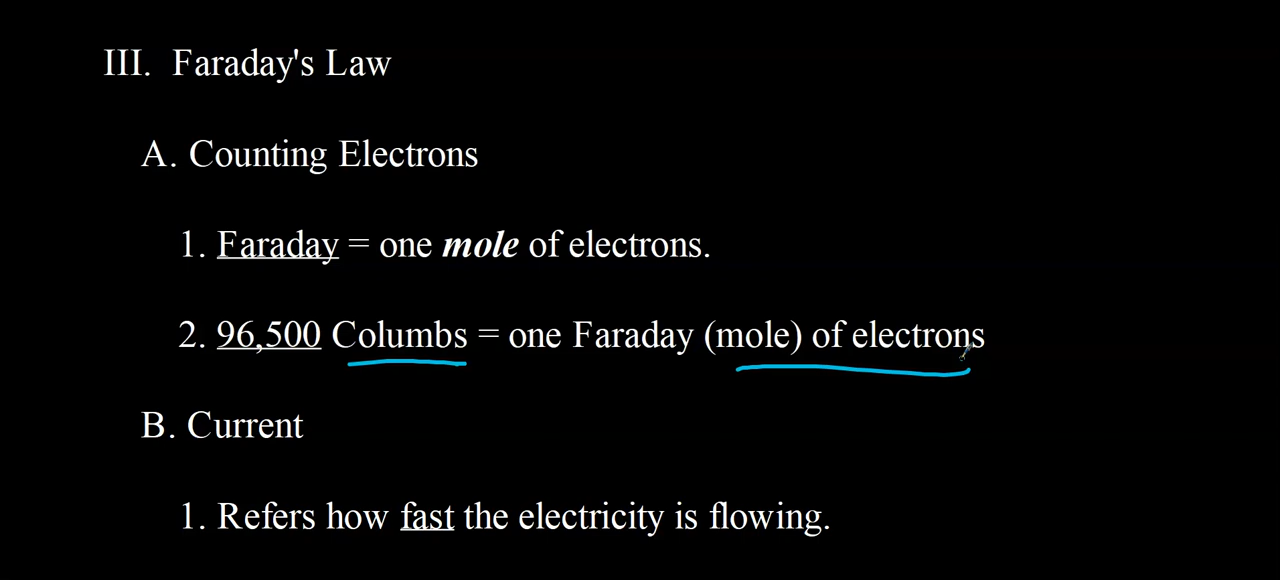 III. Faraday's Law
A. Counting Electrons
1. Faraday = one mole of electrons.
2. 96,500 Columbs = one Faraday (mole) of electrons
B. Current
1. Refers how fast the electricity is flowing.